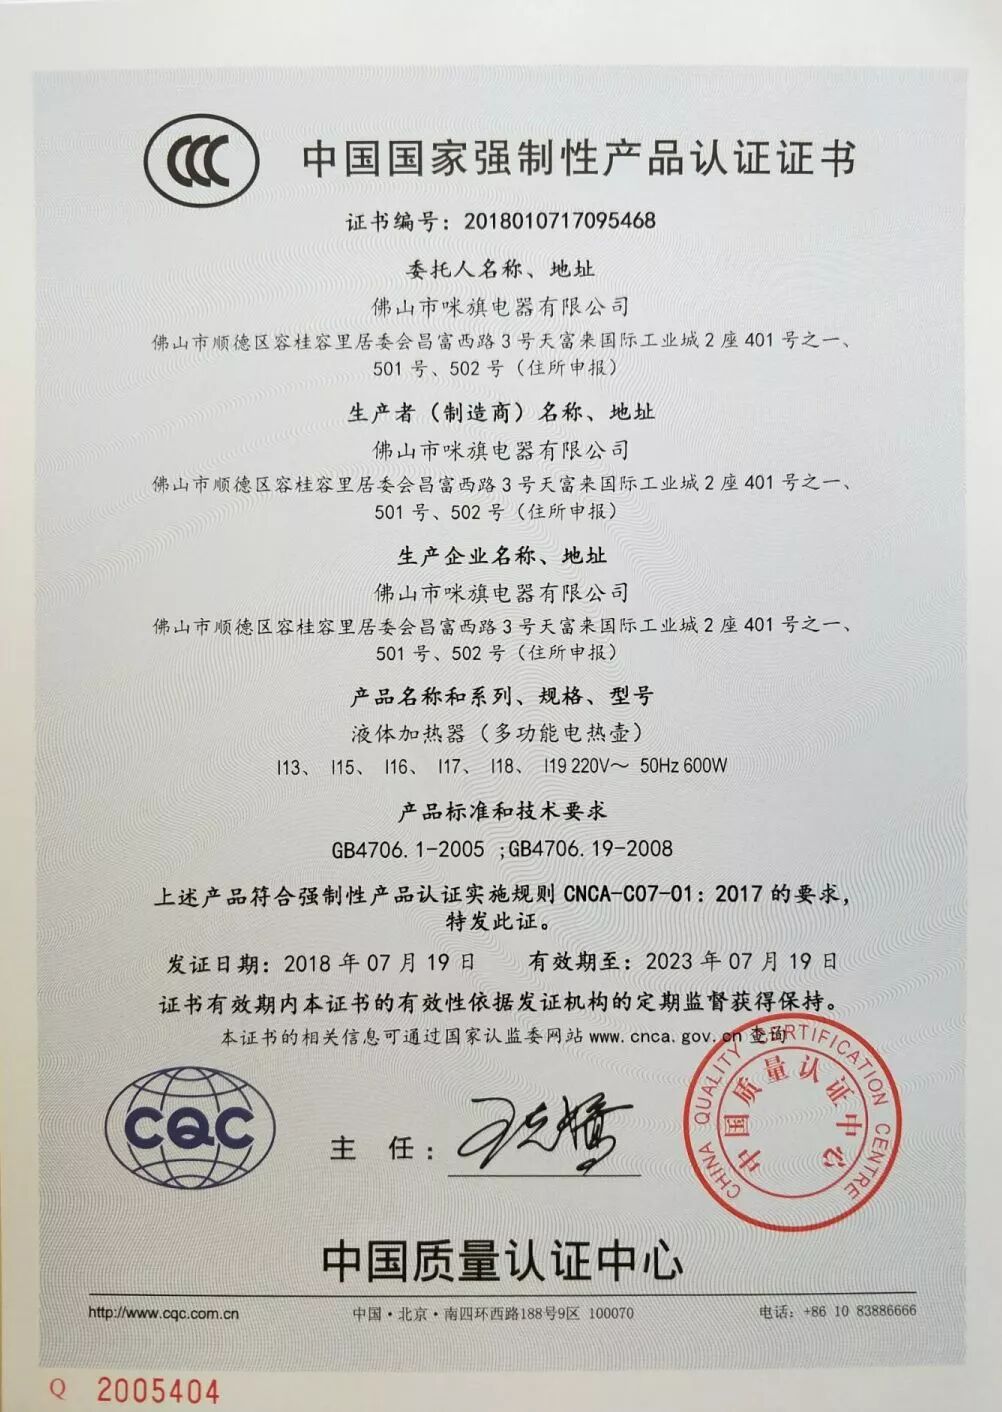 中国国家强制性产品认证证书
证书编号：2018010717095468
委托人名称、地址
佛山市咪旗电器有限公司
佛山市顺德区容桂容里居委会昌富西路3号天富来国际工业城2座401号之一、
501号、502号（住所申报）
生产者（制造商）名称、地址
佛山市咪旗电器有限公司
佛山市顺德区容桂容里居委会昌富西路3号天富来国际工业城2座401号之一、
501号、502号（住所申报）
生产企业名称、地址
佛山市咪旗电器有限公司
佛山市顺德区容桂容里居委会昌富西路3号天富来国际工业城2座401号之一、
501号、502号（住所申报）
产品名称和系列、规格、型号
液体加热器（多功能电热壶）
I13、 I15、 I16、 I17、 I18、 I19 220V～ 50Hz 600W
产品标准和技术要求
GB4706.1-2005 ;GB4706.19-2008
上述产品符合强制性产品认证实施规则CNCA-C07-01：2017的要求，
特发此证。
发证日期：2018年07月19日 有效期至：2023年07月19日
证书有效期内本证书的有效性依据发证机构的定期监督获得保持。
本证书的相关信息可通过国家认监委网站www.cnca.gov.cn查询
CHINA QUALITY CERTIFICATION CENTRE
中国质量认证中心
CQC
主 任：
中国质量认证中心
http://www.cqc.com.cn 中国·北京·南四环西路188号9区 100070 电话：+86 10 83886666
Q 2005404